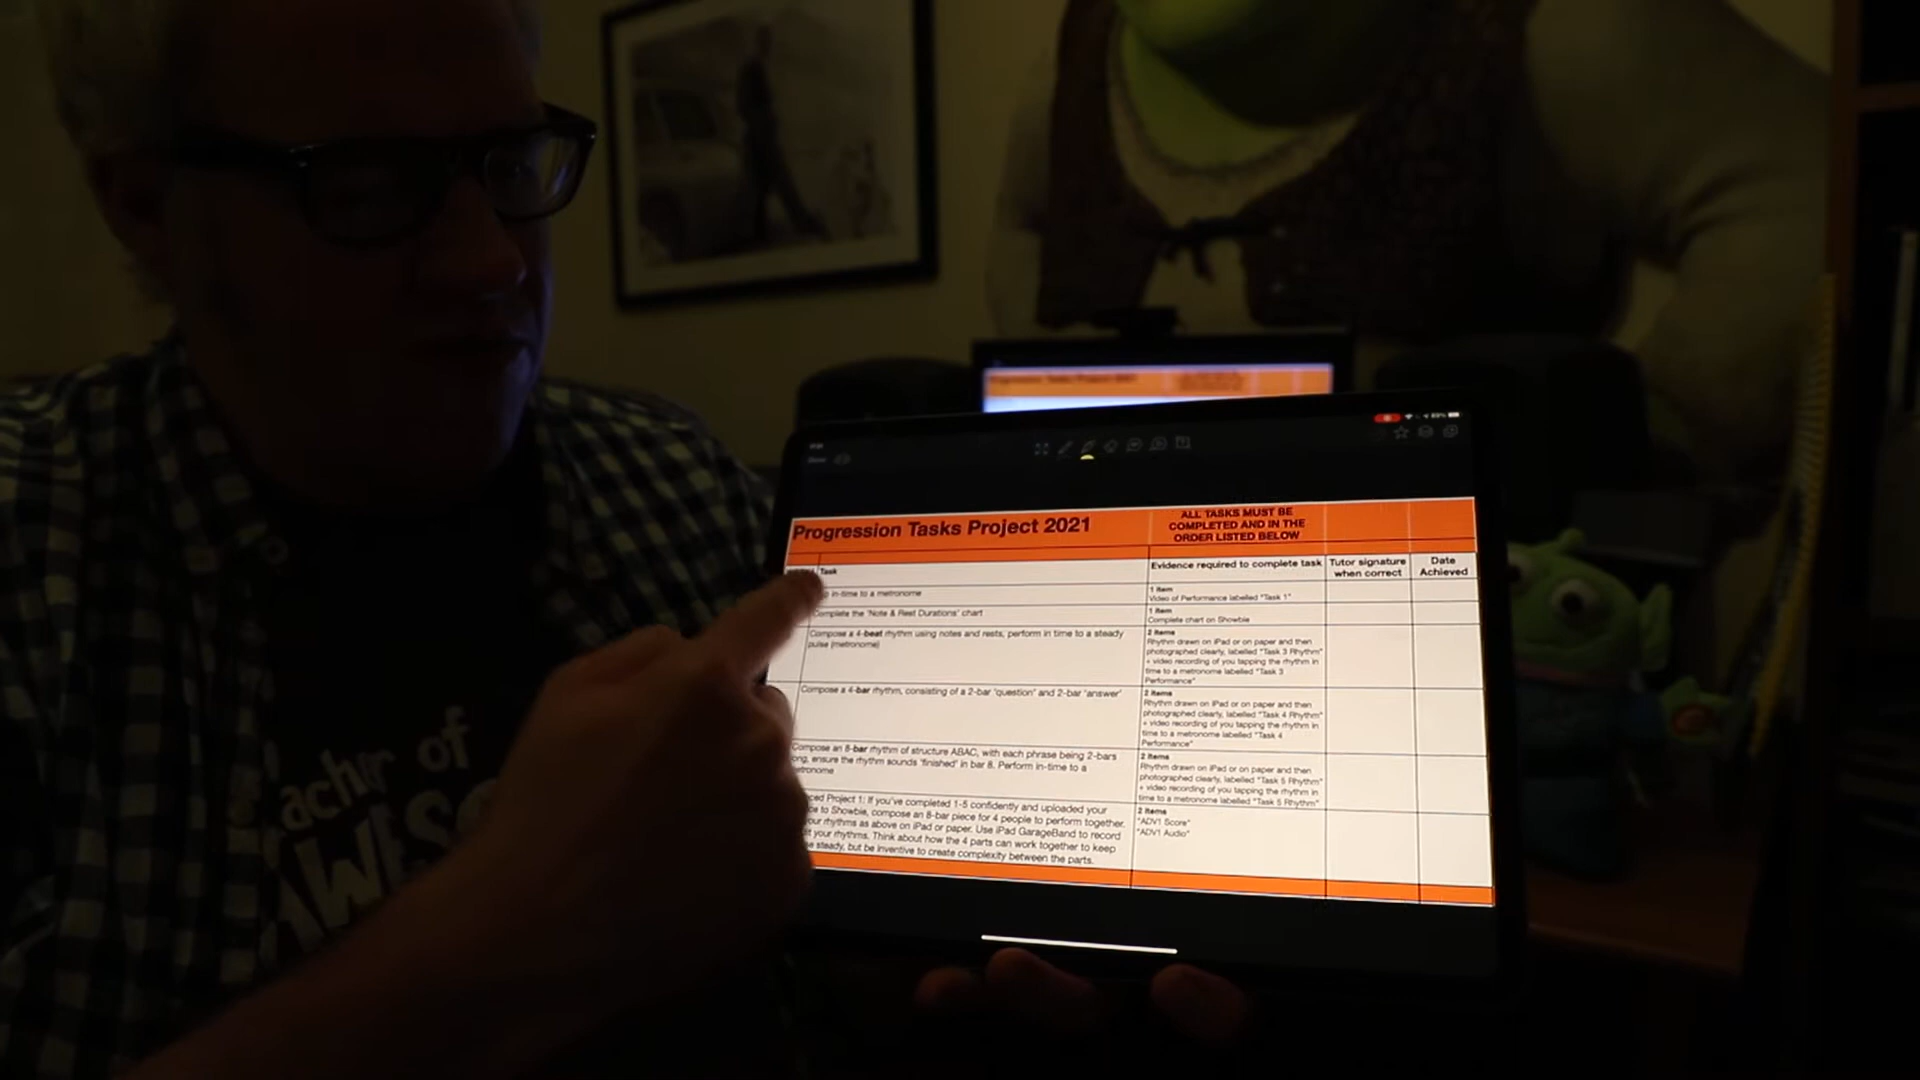 Progression Tasks Project 2021
ALL TASKS MUST BE
COMPLETED AND IN THE
ORDER LISTED BELOW
Task
Evidence required to complete task
Tutor signature
when correct
Date
Achieved
in-time to a metronome
1 item
Video of Performance labelled "Task 1"
Complete the 'Note & Rest Durations' chart
1 item
Complete chart on Showbie
Compose a 4-beat rhythm using notes and rests, perform in time to a steady
pulse (metronome)
2 items
Rhythm drawn on iPad or on paper and then
photographed clearly, labelled "Task 3 Rhythm"
+ video recording of you tapping the rhythm in
time to a metronome labelled "Task 3
Performance"
Compose a 4-bar rhythm, consisting of a 2-bar 'question' and 2-bar 'answer'
2 items
Rhythm drawn on iPad or on paper and then
photographed clearly, labelled "Task 4 Rhythm"
+ video recording of you tapping the rhythm in
time to a metronome labelled "Task 4
Performance"
Compose an 8-bar rhythm of structure ABAC, with each phrase being 2-bars
ong, ensure the rhythm sounds 'finished' in bar 8. Perform in-time to a
etronome
2 items
Rhythm drawn on iPad or on paper and then
photographed clearly, labelled "Task 5 Rhythm"
+ video recording of you tapping the rhythm in
time to a metronome labelled "Task 5 Rhythm"
ced Project 1: If you've completed 1-5 confidently and uploaded your
to Showbie, compose an 8-bar piece for 4 people to perform together.
our rhythms as above on iPad or paper. Use iPad GarageBand to record
it your rhythms. Think about how the 4 parts can work together to keep
e steady, but be inventive to create complexity between the parts.
2 items
"ADV1 Score"
"ADV1 Audio"
acher of
AWESO